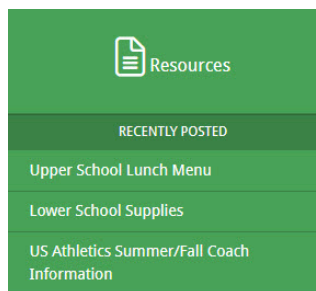 Resources
RECENTLY POSTED
Upper School Lunch Menu
Lower School Supplies
US Athletics Summer/Fall Coach
Information